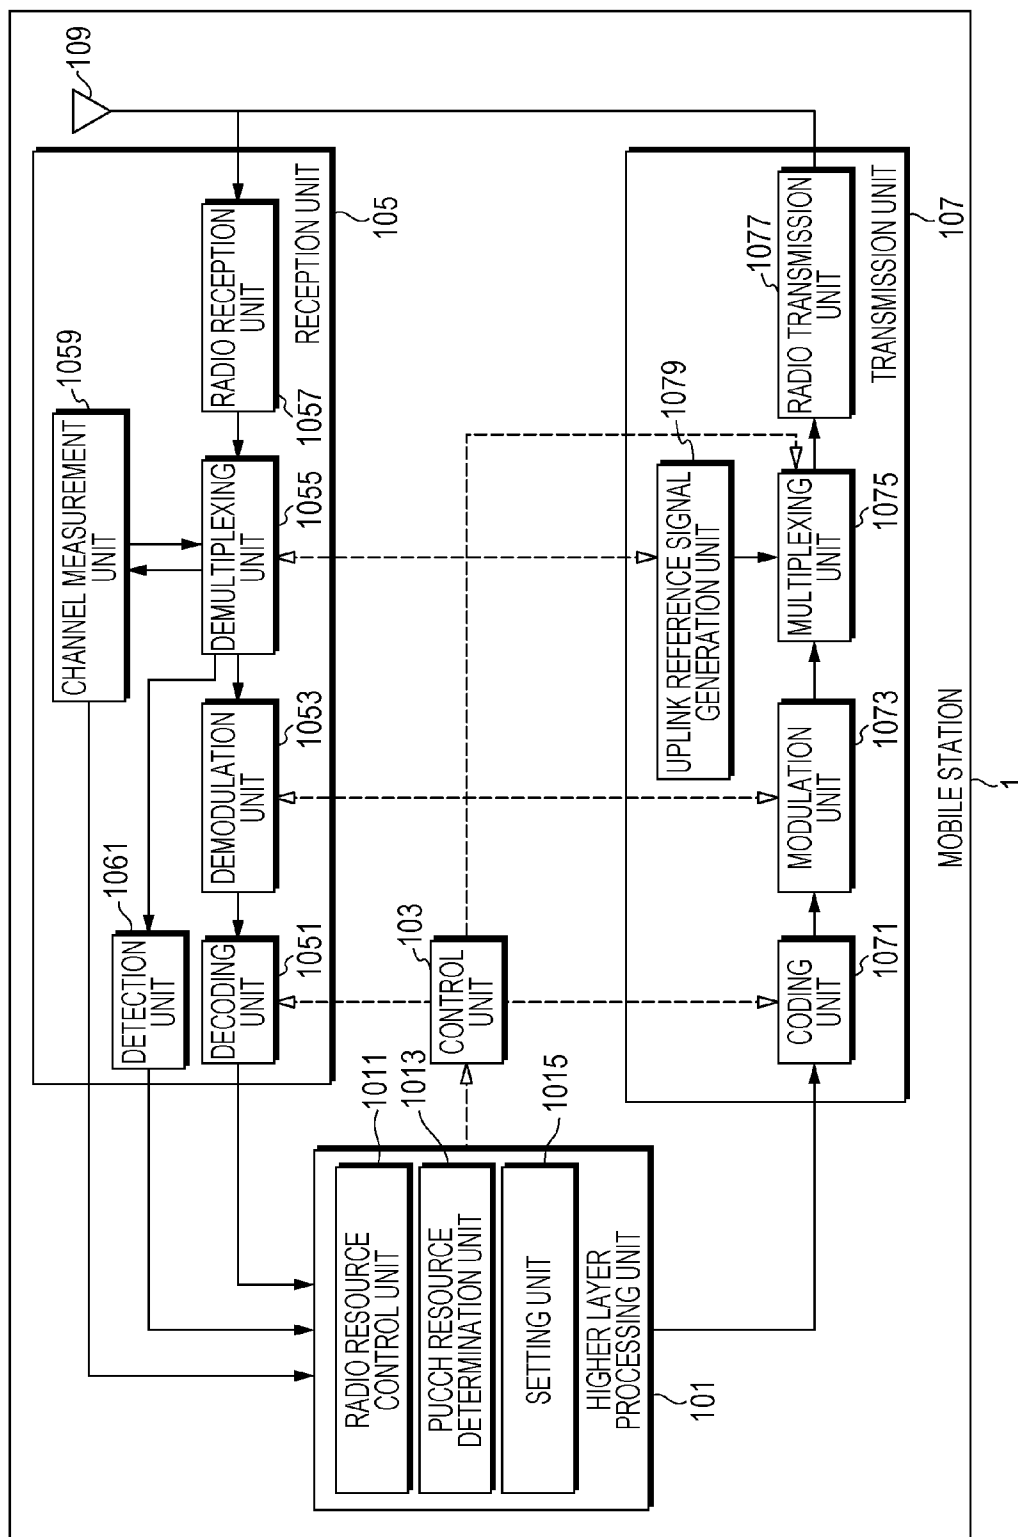 109
1059
CHANNEL MEASUREMENT
UNIT
RADIO RECEPTION
UNIT
1057
RECEPTION UNIT
105
DEMULTIPLEXING
UNIT
1055
DEMODULATION
UNIT
1053
1061
DETECTION
UNIT
DECODING
UNIT
1051
103
CONTROL
UNIT
1011
1013
1015
RADIO RESOURCE
CONTROL UNIT
PUCCH RESOURCE
DETERMINATION UNIT
SETTING UNIT
HIGHER LAYER
PROCESSING UNIT
101
CODING
UNIT
1071
MODULATION
UNIT
1073
1079
UPLINK REFERENCE SIGNAL
GENERATION UNIT
MULTIPLEXING
UNIT
1075
1077
RADIO TRANSMISSION
UNIT
TRANSMISSION UNIT
107
MOBILE STATION
1